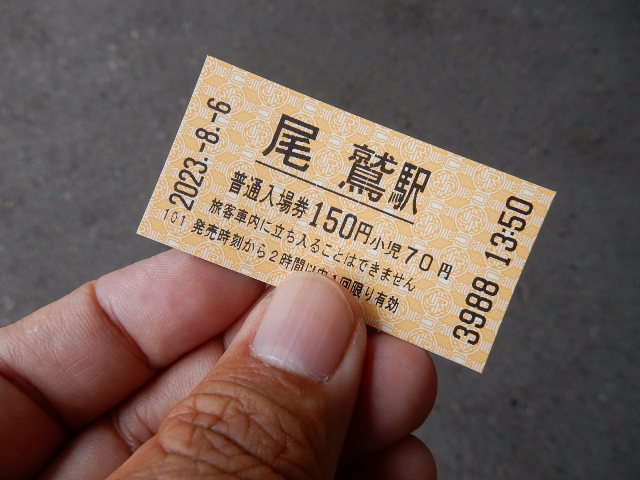 2023.-8.-6
尾鷲駅
普通入場券 150円 小児70円
旅客車内に立ち入ることはできません
101 発売時刻から2時間以内1回限り有効
3988 13:50